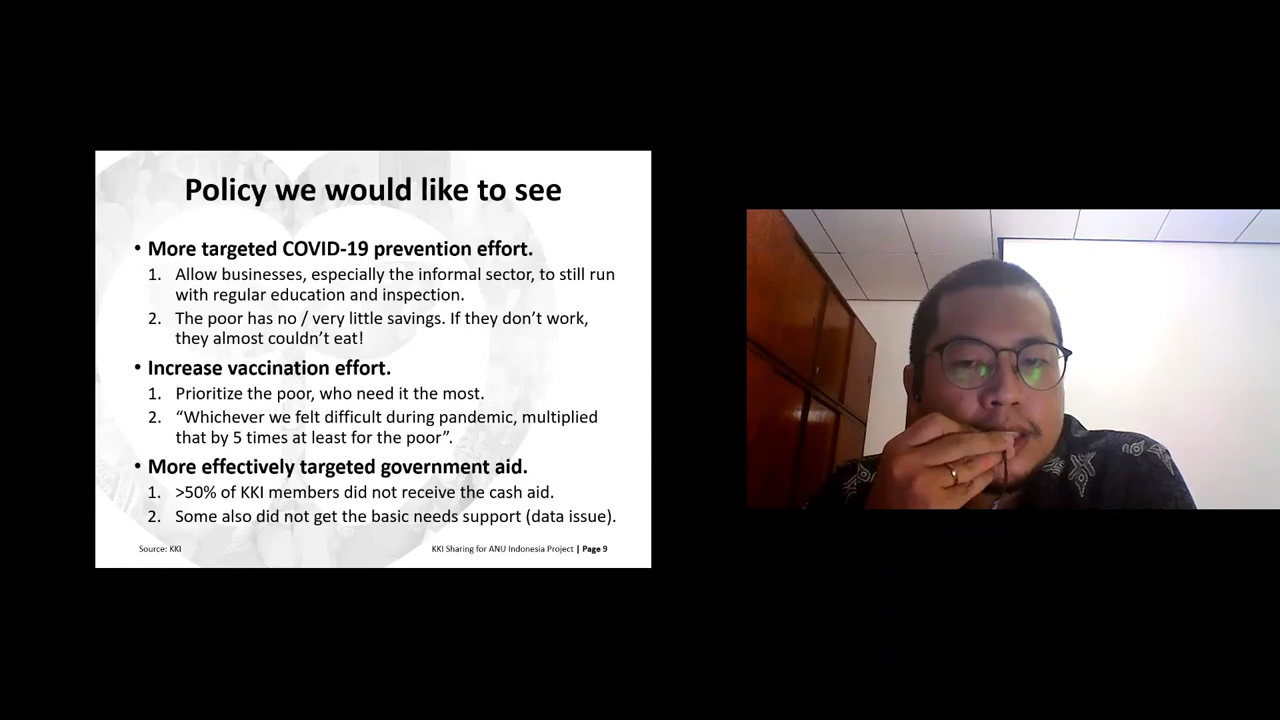 Policy we would like to see
• More targeted COVID-19 prevention effort.
1. Allow businesses, especially the informal sector, to still run
with regular education and inspection.
2. The poor has no / very little savings. If they don’t work,
they almost couldn’t eat!
• Increase vaccination effort.
1. Prioritize the poor, who need it the most.
2. “Whichever we felt difficult during pandemic, multiplied
that by 5 times at least for the poor”.
• More effectively targeted government aid.
1. >50% of KKI members did not receive the cash aid.
2. Some also did not get the basic needs support (data issue).
Source: KKI
KKI Sharing for ANU Indonesia Project | Page 9